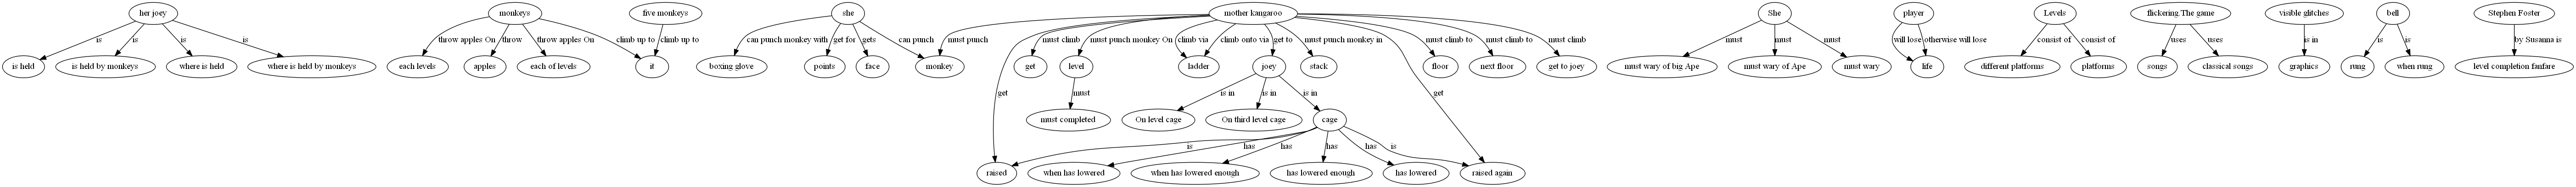 her joey
monkeys
five monkeys
she
mother kangaroo
She
player
Levels
flickering.The game
visible glitches
bell
Stephen Foster
is
is
is
is
throw apples On
throw
throw apples On
climb up to
climb up to
can punch monkey with
get for
gets
can punch
must punch
must climb
must punch monkey On
climb via
climb onto via
get to
must punch monkey in
must climb to
must climb to
must climb
must
must
must
will lose
otherwise will lose
consist of
consist of
uses
uses
is in
is
is
by Susanna is
is held
is held by monkeys
where is held
where is held by monkeys
each levels
apples
each of levels
it
boxing glove
points
face
monkey
get
level
ladder
joey
stack
floor
next floor
get to joey
must wary of big Ape
must wary of Ape
must wary
life
different platforms
platforms
songs
classical songs
graphics
rung
when rung
level completion fanfare
get
must
is in
is in
is in
get
must completed
On level cage
On third level cage
cage
is
has
has
has
has
is
raised
when has lowered
when has lowered enough
has lowered enough
has lowered
raised again